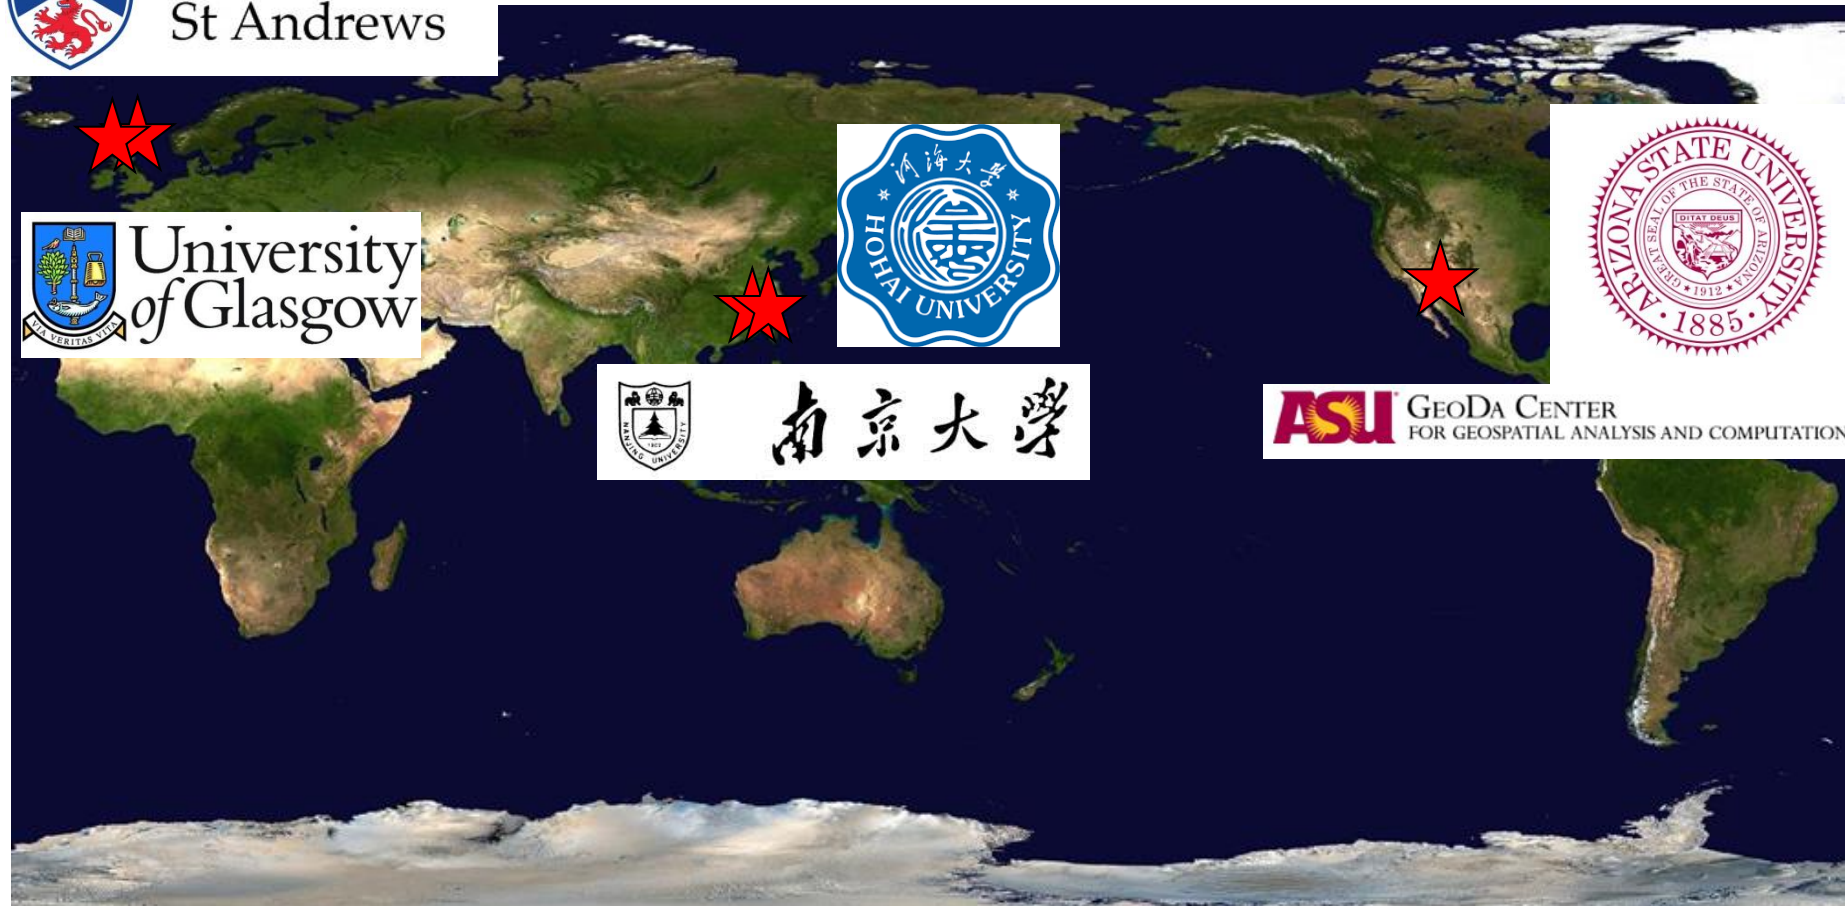 St Andrews
University
of Glasgow
VIA VERITAS VITA
河海大学
HOHAI UNIVERSITY
NANJING UNIVERSITY
1902
南京大學
ARIZONA STATE UNIVERSITY
GREAT SEAL OF THE STATE OF ARIZONA
DITAT DEUS
1912
1885
ASU
GEODA CENTER
FOR GEOSPATIAL ANALYSIS AND COMPUTATION